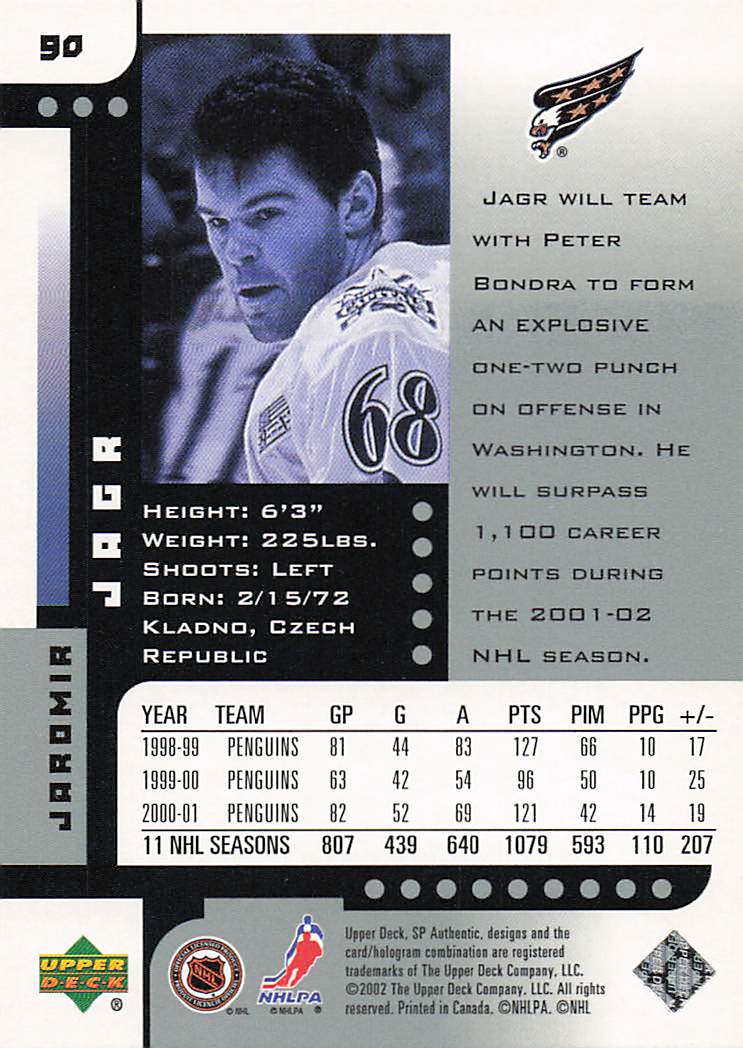 90
JAGR WILL TEAM
WITH PETER
BONDRA TO FORM
AN EXPLOSIVE
ONE-TWO PUNCH
ON OFFENSE IN
WASHINGTON. HE
WILL SURPASS
1,100 CAREER
POINTS DURING
THE 2001-02
NHL SEASON.
68
JAROMIR JAGR
HEIGHT: 6'3"
WEIGHT: 225LBS.
SHOOTS: LEFT
BORN: 2/15/72
KLADNO, CZECH
REPUBLIC
YEAR TEAM GP G A PTS PIM PPG +/-
1998-99 PENGUINS 81 44 83 127 66 10 17
1999-00 PENGUINS 63 42 54 96 50 10 25
2000-01 PENGUINS 82 52 69 121 42 14 19
11 NHL SEASONS 807 439 640 1079 593 110 207
UPPER
D·E·C·K
®
NHL
© NHL
NHLPA
© NHLPA ®
Upper Deck, SP Authentic, designs and the
card/hologram combination are registered
trademarks of The Upper Deck Company, LLC.
©2002 The Upper Deck Company, LLC. All rights
reserved. Printed in Canada. ©NHLPA. ©NHL